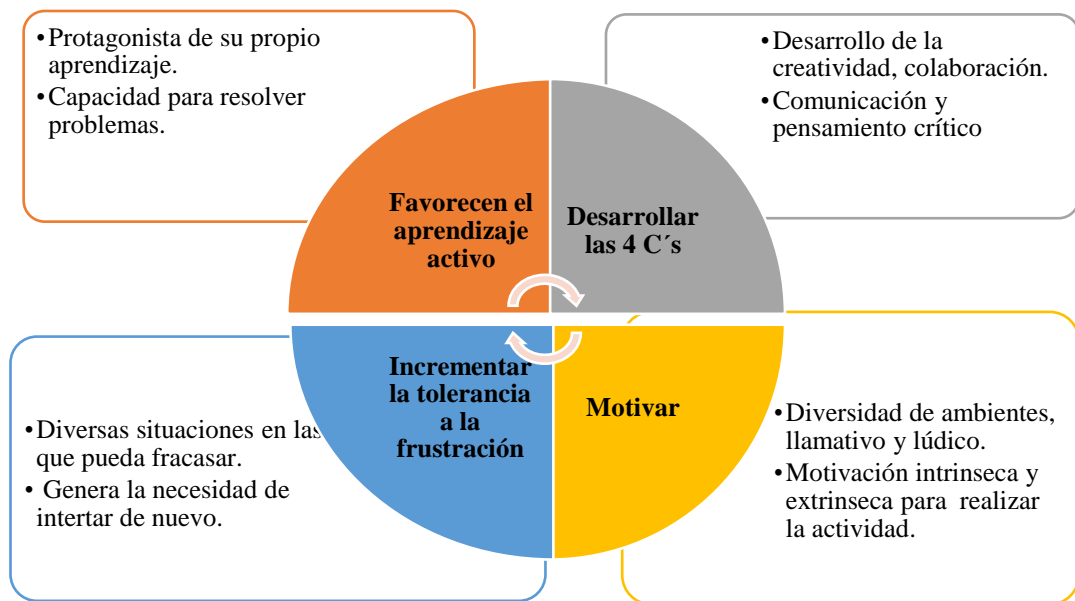 •Protagonista de su propio
aprendizaje.
•Capacidad para resolver
problemas.
•Desarrollo de la
creatividad, colaboración.
•Comunicación y
pensamiento crítico
Favorecen el
aprendizaje
activo
Desarrollar
las 4 C´s
Incrementar
la tolerancia
a la
frustración
Motivar
•Diversas situaciones en las
que pueda fracasar.
• Genera la necesidad de
intertar de nuevo.
•Diversidad de ambientes,
llamativo y lúdico.
•Motivación intrinseca y
extrinseca para realizar
la actividad.